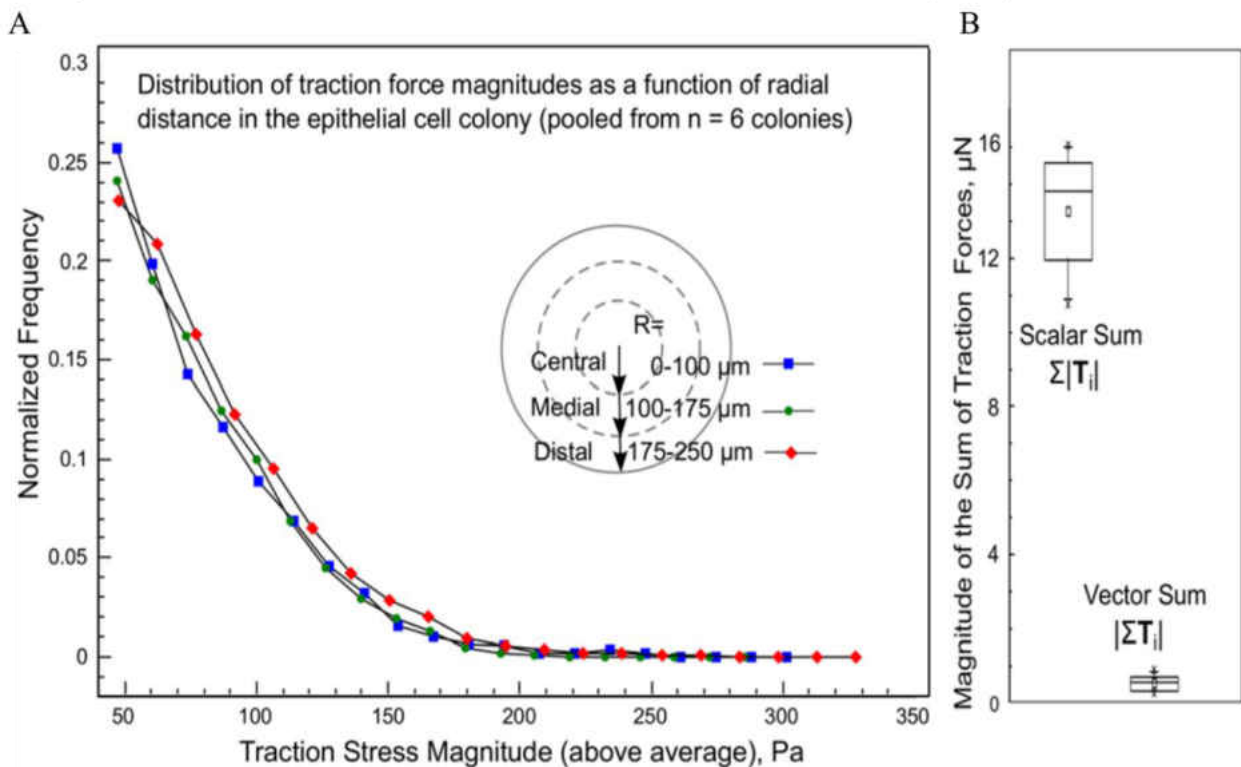 A
B
Distribution of traction force magnitudes as a function of radial
distance in the epithelial cell colony (pooled from n = 6 colonies)
Normalized Frequency
0.3
0.25
0.2
0.15
0.1
0.05
0
R=
Central 0-100 µm
Medial 100-175 µm
Distal 175-250 µm
50 100 150 200 250 300 350
Traction Stress Magnitude (above average), Pa
Magnitude of the Sum of Traction Forces, µN
16
12
8
4
0
Scalar Sum
Σ|Tᵢ|
Vector Sum
|ΣTᵢ|